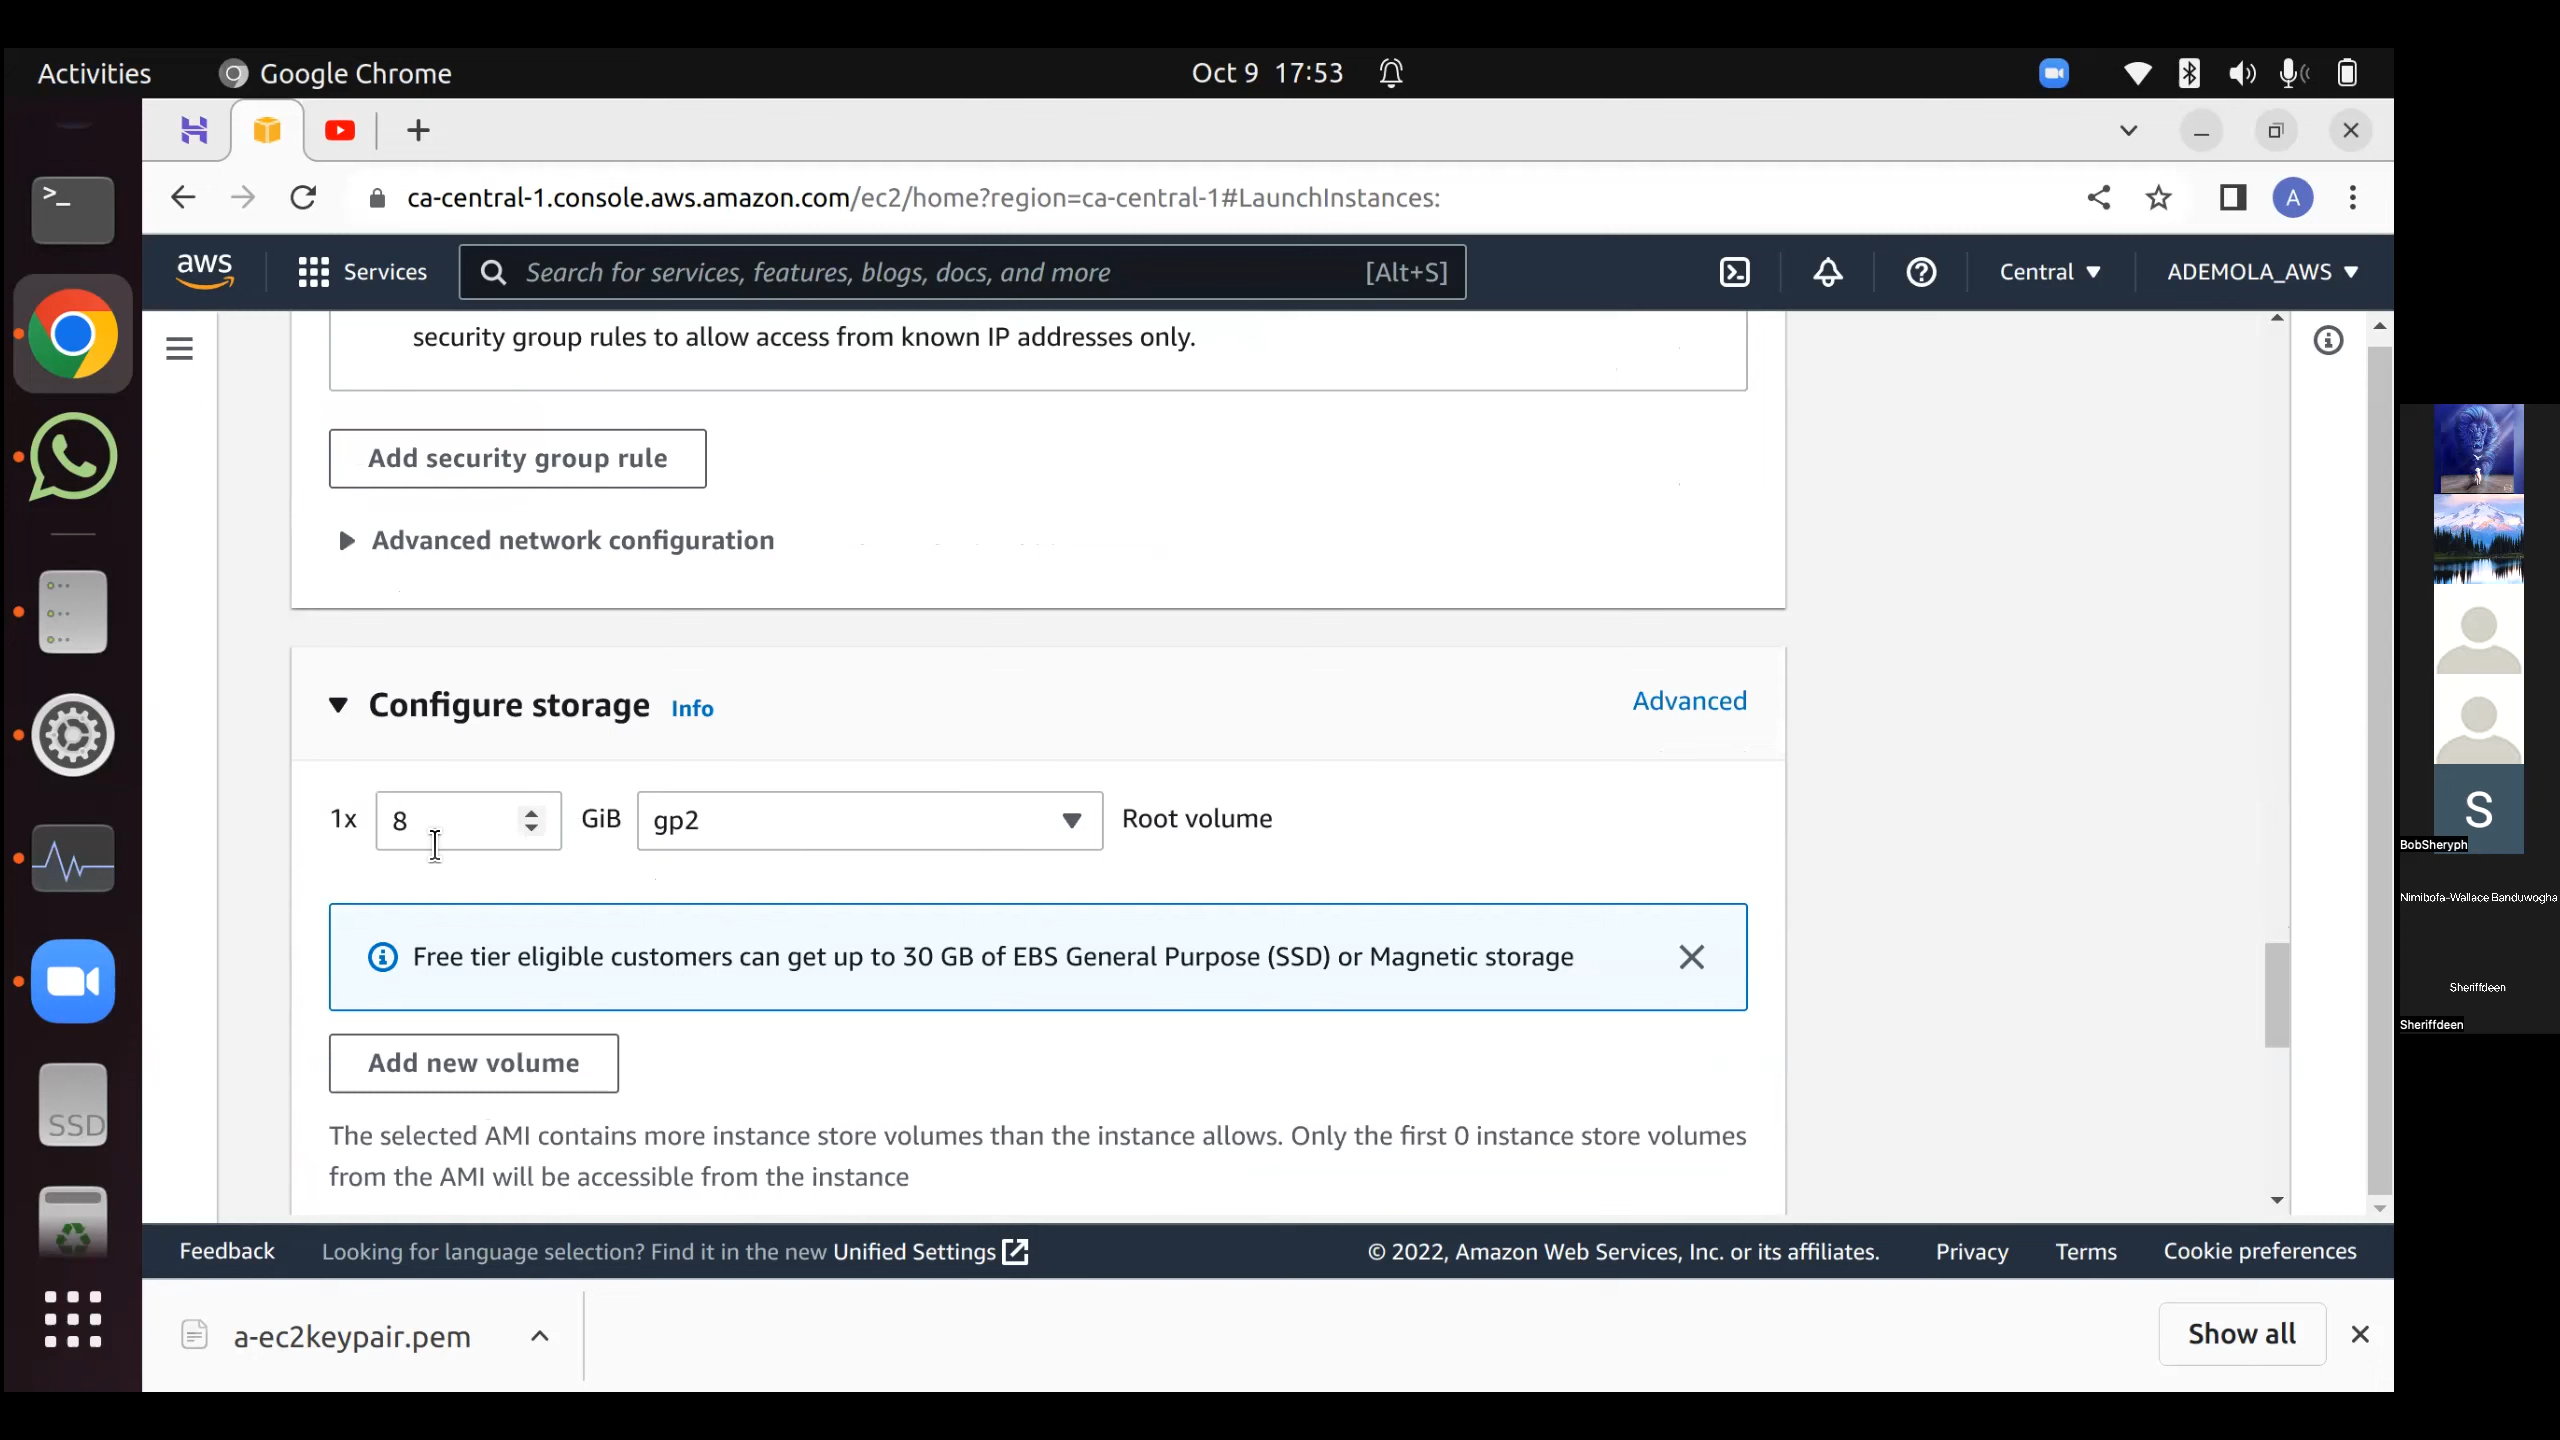 Activities
Google Chrome
Oct 9 17:53
ca-central-1.console.aws.amazon.com/ec2/home?region=ca-central-1#LaunchInstances:
A
aws
Services
Search for services, features, blogs, docs, and more
[Alt+S]
Central
ADEMOLA_AWS
security group rules to allow access from known IP addresses only.
Add security group rule
Advanced network configuration
Configure storage
Info
Advanced
1x
8
GiB
gp2
Root volume
Free tier eligible customers can get up to 30 GB of EBS General Purpose (SSD) or Magnetic storage
Add new volume
The selected AMI contains more instance store volumes than the instance allows. Only the first 0 instance store volumes
from the AMI will be accessible from the instance
Feedback
Looking for language selection? Find it in the new Unified Settings
© 2022, Amazon Web Services, Inc. or its affiliates.
Privacy
Terms
Cookie preferences
a-ec2keypair.pem
Show all
SSD
S
BobSheryph
Nimibofa-Wallace Banduwogha
Sheriffdeen
Sheriffdeen